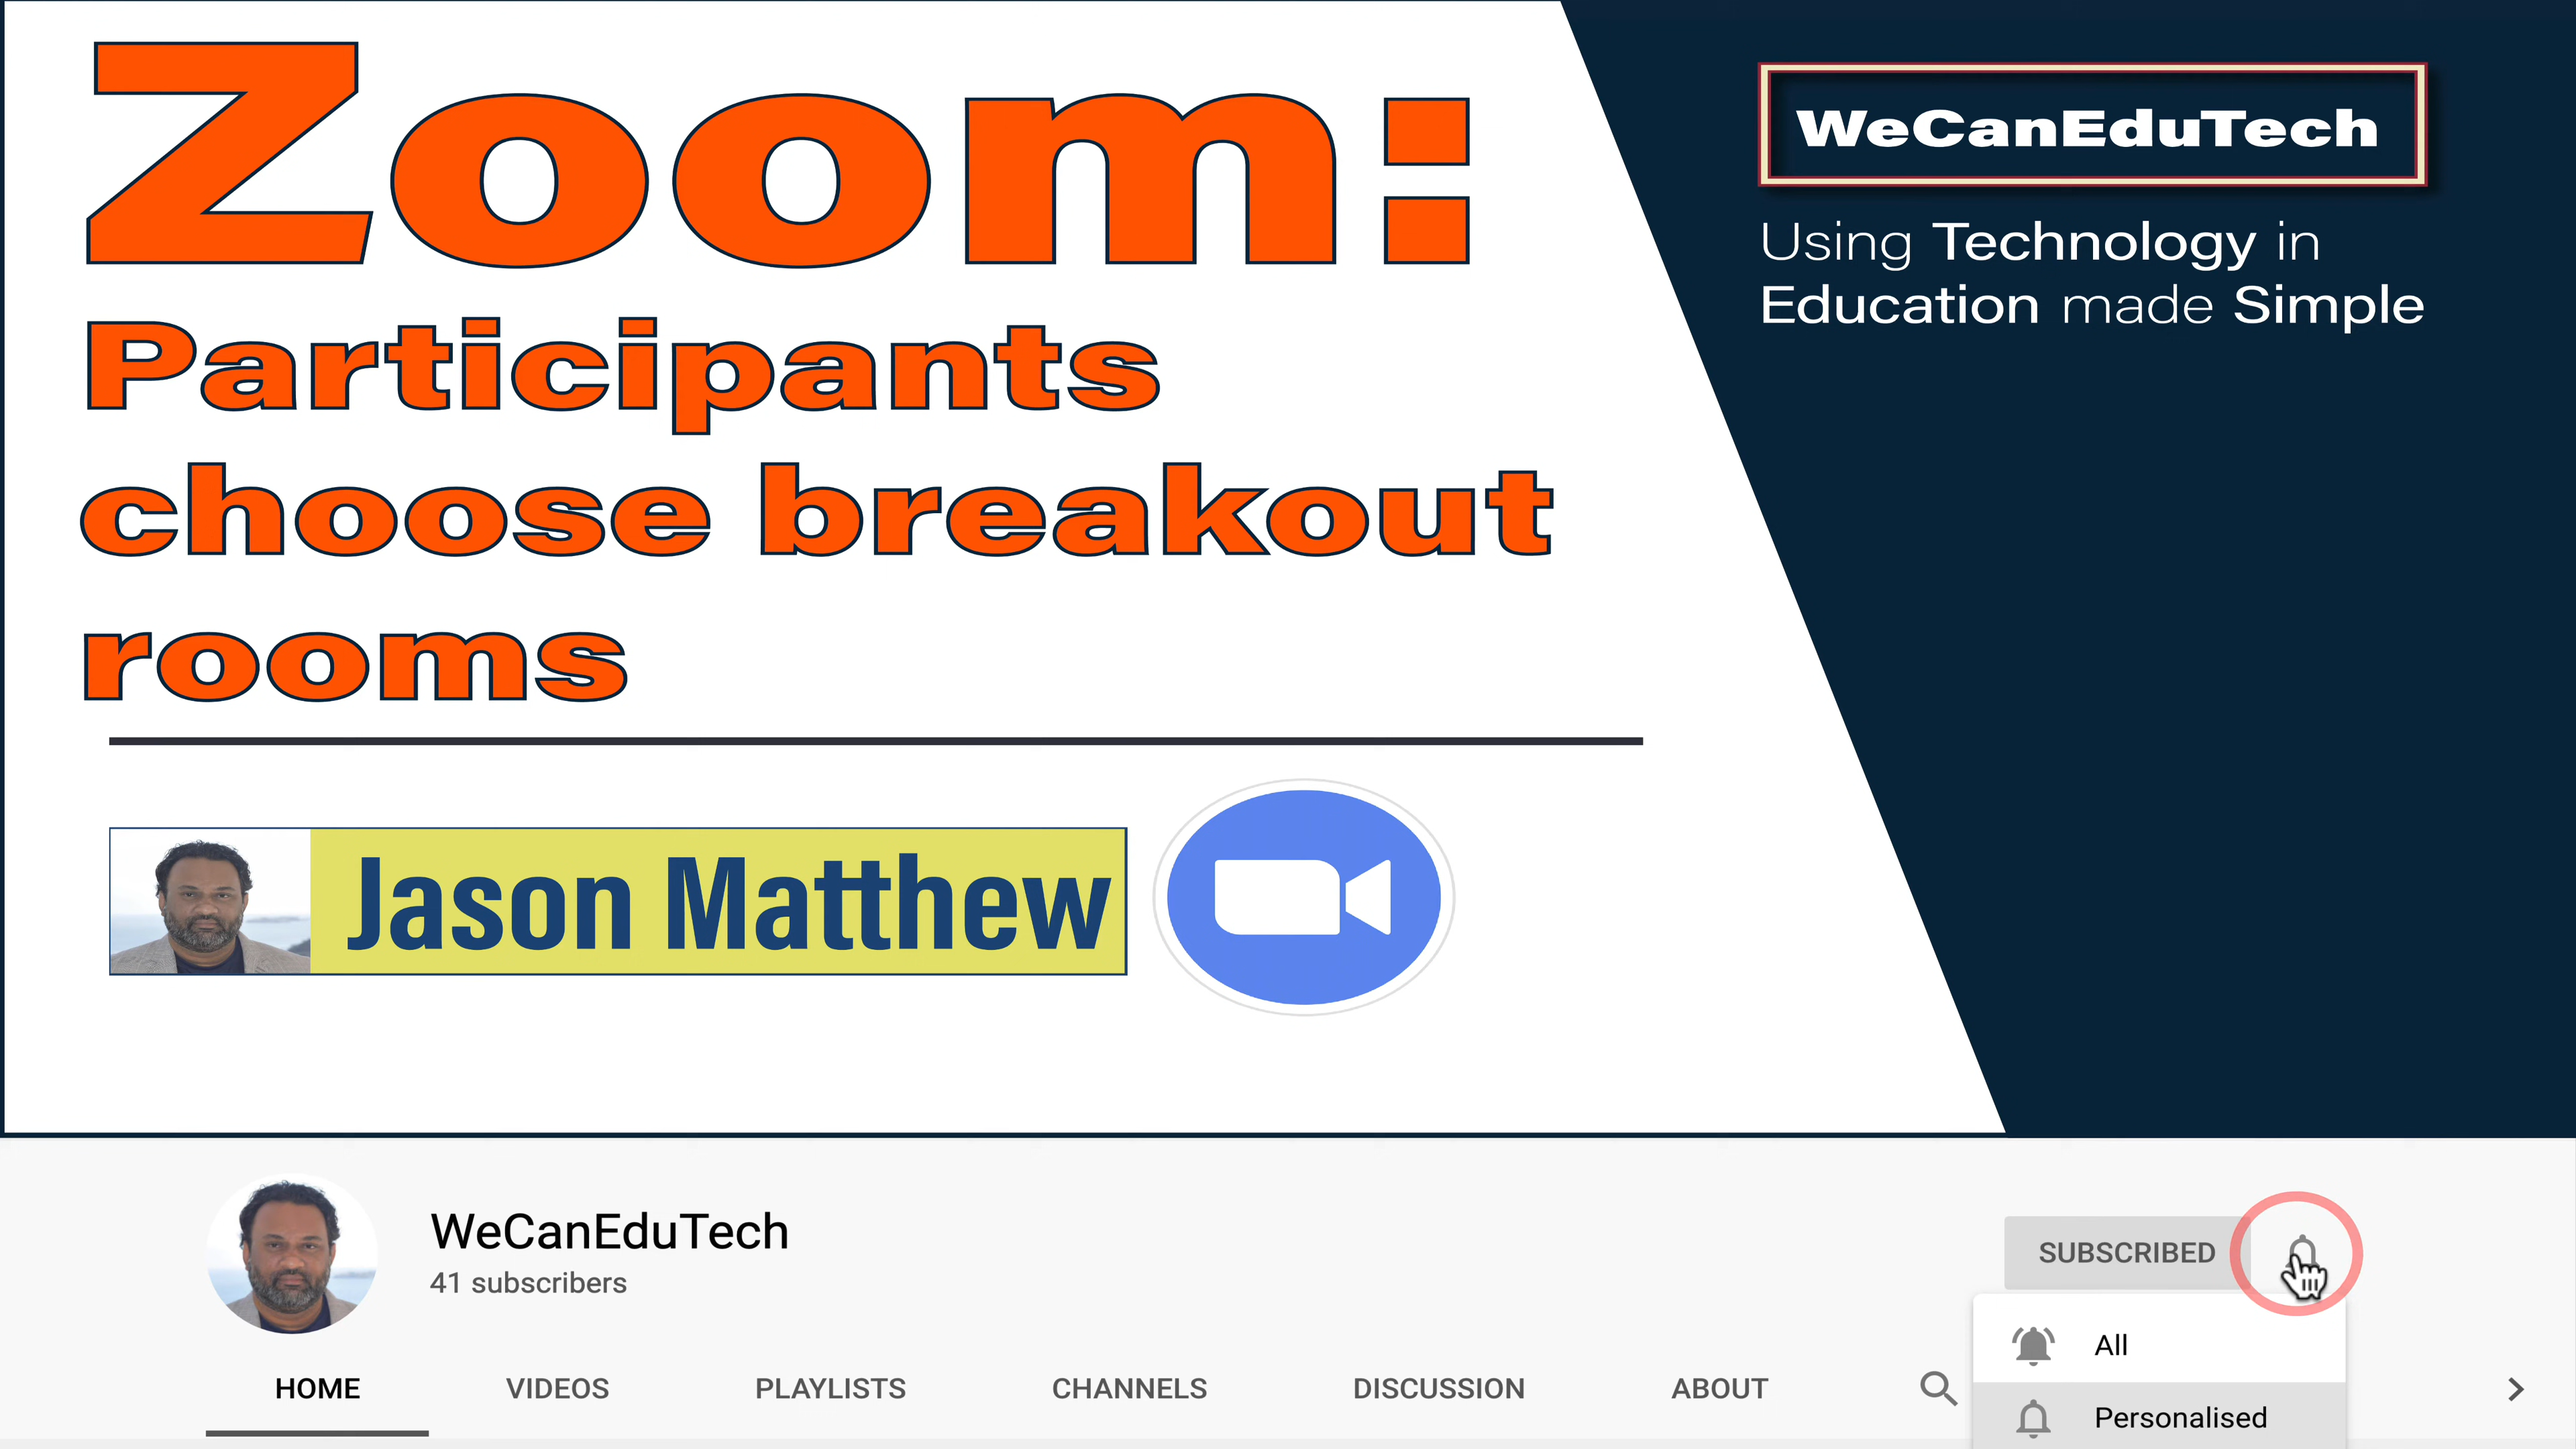 Zoom:
Participants
choose breakout
rooms
WeCanEduTech
Using Technology in
Education made Simple
Jason Matthew
WeCanEduTech
41 subscribers
SUBSCRIBED
All
Personalised
HOME VIDEOS PLAYLISTS CHANNELS DISCUSSION ABOUT